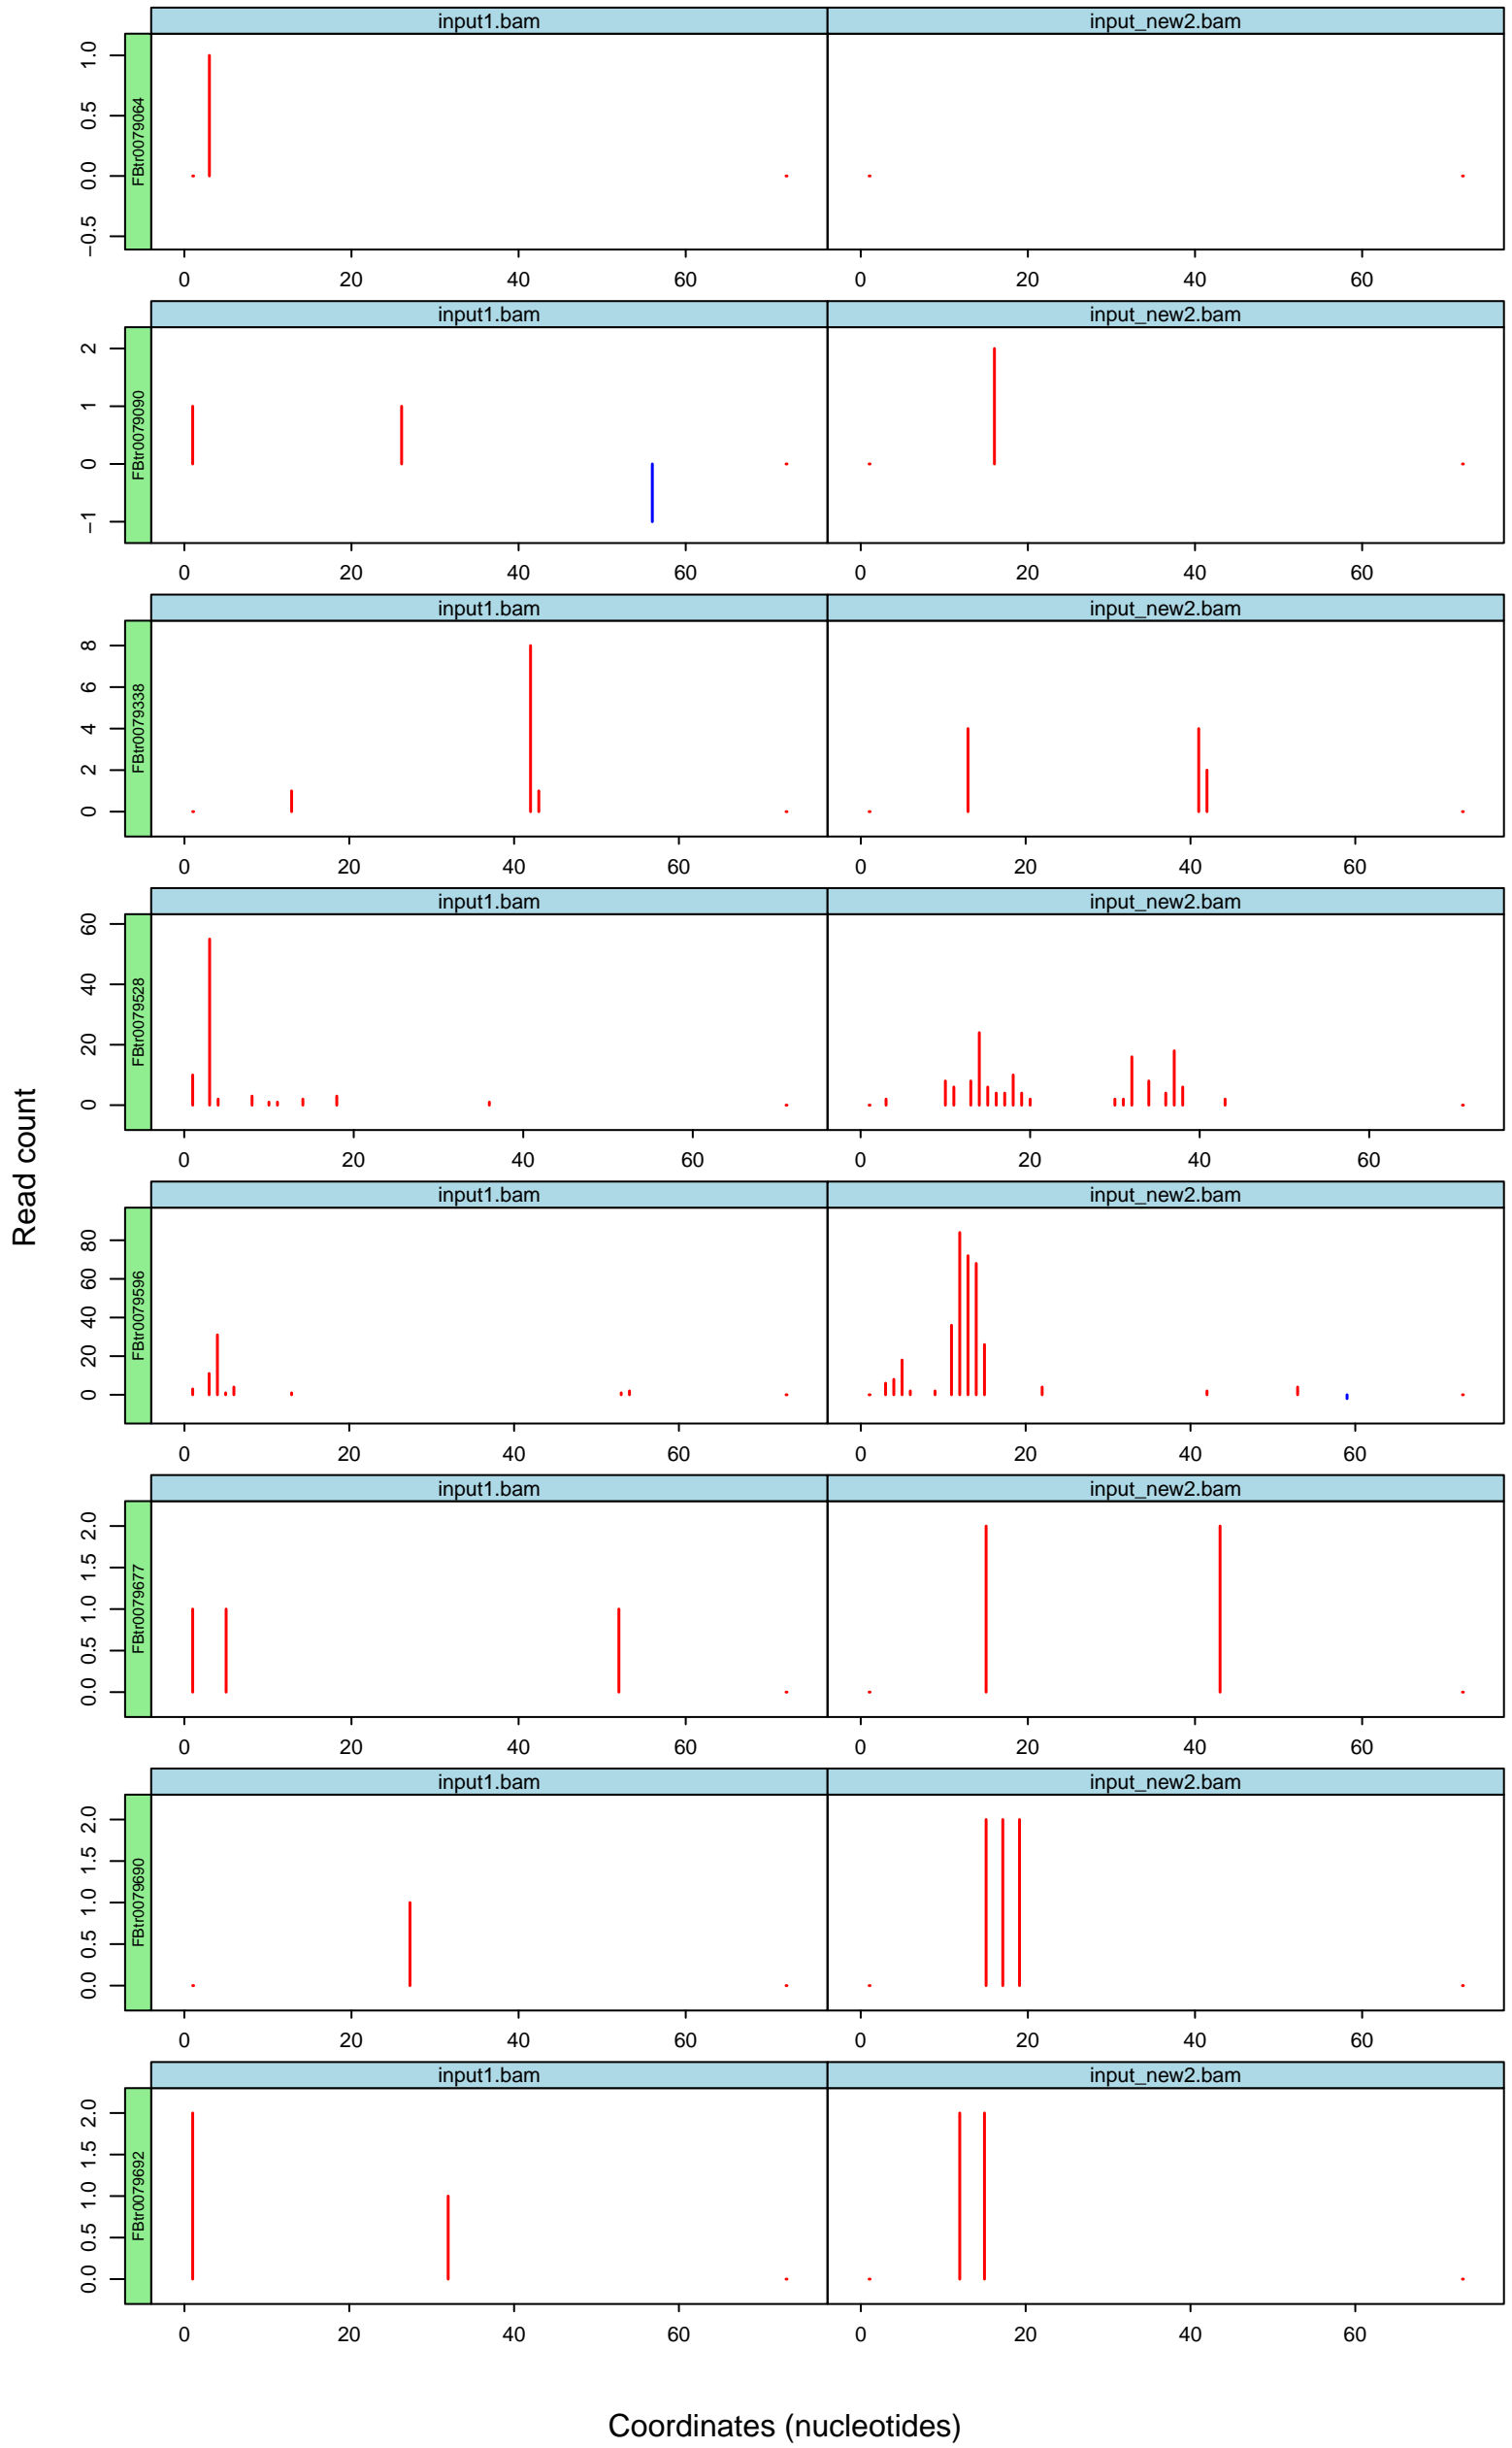 input1.bam input_new2.bam
FBtr0079064
1.0
0.5
0.0
−0.5
0 20 40 60 0 20 40 60
input1.bam input_new2.bam
FBtr0079090
2
1
0
−1
0 20 40 60 0 20 40 60
input1.bam input_new2.bam
FBtr0079338
8
6
4
2
0
0 20 40 60 0 20 40 60
input1.bam input_new2.bam
FBtr0079528
60
40
20
0
0 20 40 60 0 20 40 60
Read count
input1.bam input_new2.bam
FBtr0079596
80
60
40
20
0
0 20 40 60 0 20 40 60
input1.bam input_new2.bam
FBtr0079677
2.0
1.5
1.0
0.5
0.0
0 20 40 60 0 20 40 60
input1.bam input_new2.bam
FBtr0079690
2.0
1.5
1.0
0.5
0.0
0 20 40 60 0 20 40 60
input1.bam input_new2.bam
FBtr0079692
2.0
1.5
1.0
0.5
0.0
0 20 40 60 0 20 40 60
Coordinates (nucleotides)